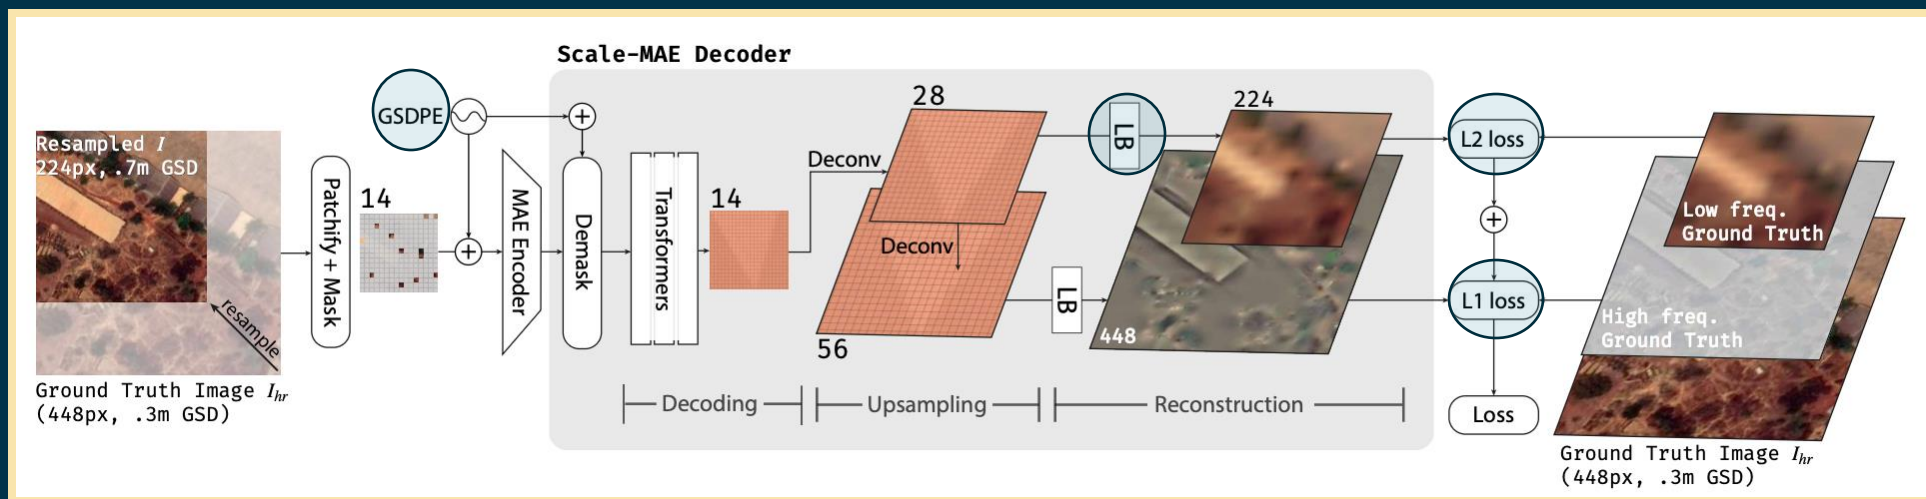 Scale-MAE Decoder
Resampled I
224px, .7m GSD
resample
Ground Truth Image I_hr
(448px, .3m GSD)
Patchify + Mask
14
GSDPE
+
+
MAE Encoder
Demask
Transformers
14
Deconv
28
Deconv
56
LB
LB
224
448
Decoding
Upsampling
Reconstruction
L2 loss
+
L1 loss
Loss
Low freq.
Ground Truth
High freq.
Ground Truth
Ground Truth Image I_hr
(448px, .3m GSD)